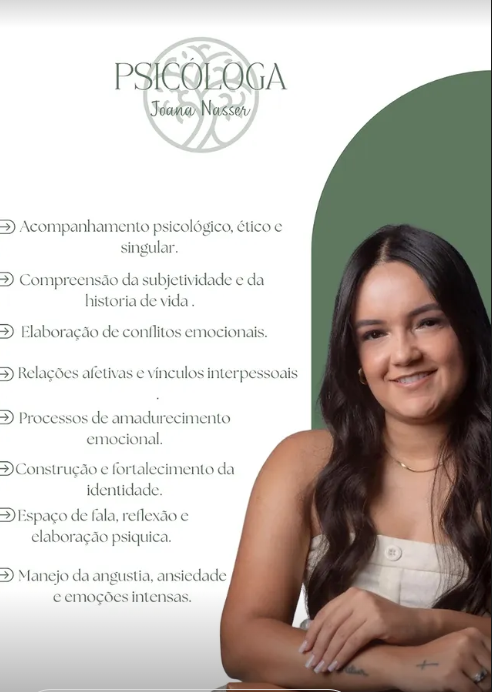 PSICÓLOGA
Joana Nasser
Acompanhamento psicológico, ético e
singular.
Compreensão da subjetividade e da
historia de vida .
Elaboração de conflitos emocionais.
Relações afetivas e vínculos interpessoais
.
Processos de amadurecimento
emocional.
Construção e fortalecimento da
identidade.
Espaço de fala, reflexão e
elaboração psiquica.
Manejo da angustia, ansiedade
e emoções intensas.